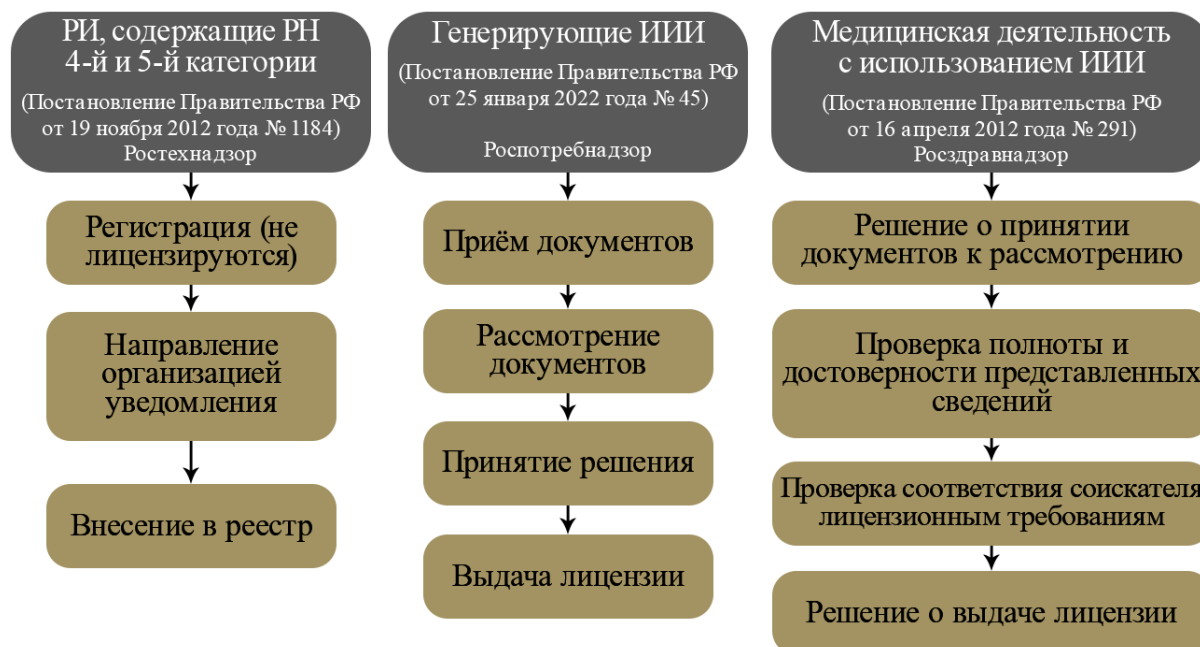 РИ, содержащие РН
4-й и 5-й категории
(Постановление Правительства РФ
от 19 ноября 2012 года № 1184)
Ростехнадзор
Регистрация (не
лицензируются)
Направление
организацией
уведомления
Внесение в реестр
Генерирующие ИИИ
(Постановление Правительства РФ
от 25 января 2022 года № 45)
Роспотребнадзор
Приём документов
Рассмотрение
документов
Принятие решения
Выдача лицензии
Медицинская деятельность
с использованием ИИИ
(Постановление Правительства РФ
от 16 апреля 2012 года № 291)
Росздравнадзор
Решение о принятии
документов к рассмотрению
Проверка полноты и
достоверности представленных
сведений
Проверка соответствия соискателя
лицензионным требованиям
Решение о выдаче лицензии